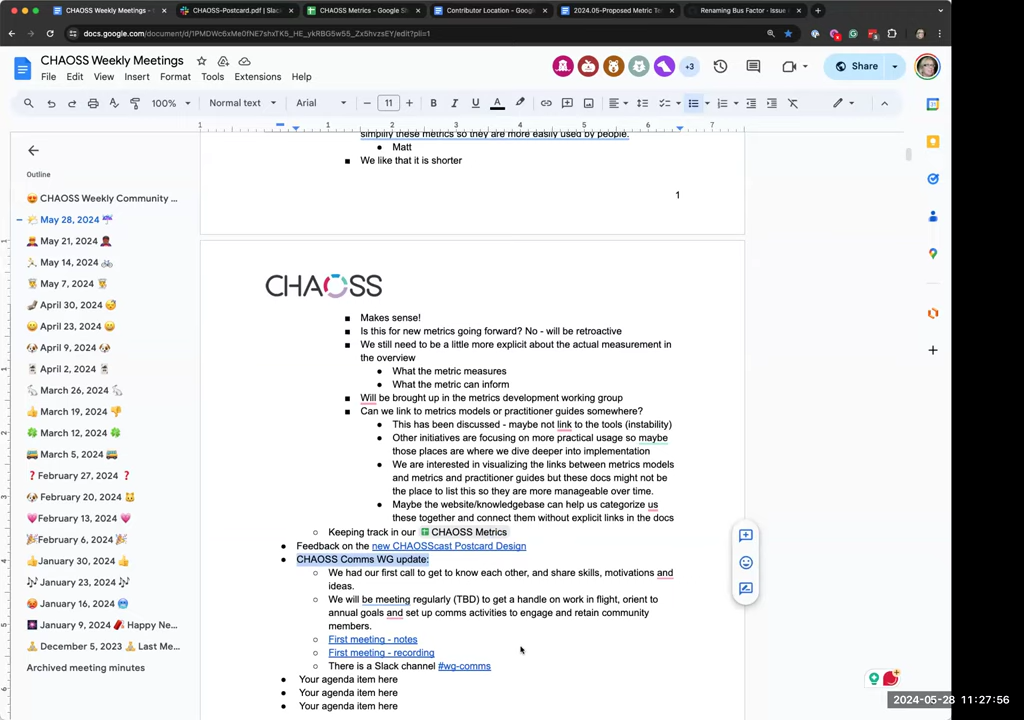 CHAOSS Weekly Meetings -
CHAOSS-Postcard.pdf | Slac
CHAOSS Metrics - Google Sh
Contributor Location - Goog
2024.05-Proposed Metric Te
Renaming Bus Factor - Issue
docs.google.com/document/d/
CHAOSS Weekly Meetings
File Edit View Insert Format Tools Extensions Help
+3
Share
100% Normal text Arial 11
1 1 2 3 4 5 6 7
Outline
😍 CHAOSS Weekly Community ...
🌤️ May 28, 2024 ☔
May 21, 2024
May 14, 2024 🚲
May 7, 2024
April 30, 2024 😴
😀 April 23, 2024 😀
🐶 April 9, 2024 🐶
🃏 April 2, 2024 🃏
🐇 March 26, 2024 🐇
👍 March 19, 2024 👎
🍀 March 12, 2024 🍀
🚃 March 5, 2024 🚃
❓February 27, 2024 ❓
🐶 February 20, 2024 🐱
💗February 13, 2024 💗
🎉February 6, 2024 🎉
👍January 30, 2024 👍
🎶 January 23, 2024 🎶
🥵 January 16, 2024 🥶
🎆 January 9, 2024 🧨 Happy Ne...
December 5, 2023 Last Me...
Archived meeting minutes
simplify these metrics so they are more easily used by people.
● Matt
■ We like that it is shorter
1
CHAOSS
■ Makes sense!
■ Is this for new metrics going forward? No - will be retroactive
■ We still need to be a little more explicit about the actual measurement in
the overview
● What the metric measures
● What the metric can inform
■ Will be brought up in the metrics development working group
■ Can we link to metrics models or practitioner guides somewhere?
● This has been discussed - maybe not link to the tools (instability)
● Other initiatives are focusing on more practical usage so maybe
those places are where we dive deeper into implementation
● We are interested in visualizing the links between metrics models
and metrics and practitioner guides but these docs might not be
the place to list this so they are more manageable over time.
● Maybe the website/knowledgebase can help us categorize us
these together and connect them without explicit links in the docs
○ Keeping track in our CHAOSS Metrics
● Feedback on the new CHAOSScast Postcard Design
● CHAOSS Comms WG update:
○ We had our first call to get to know each other, and share skills, motivations and
ideas.
○ We will be meeting regularly (TBD) to get a handle on work in flight, orient to
annual goals and set up comms activities to engage and retain community
members.
○ First meeting - notes
○ First meeting - recording
○ There is a Slack channel #wg-comms
● Your agenda item here
● Your agenda item here
● Your agenda item here
2024-05-28 11:27:56